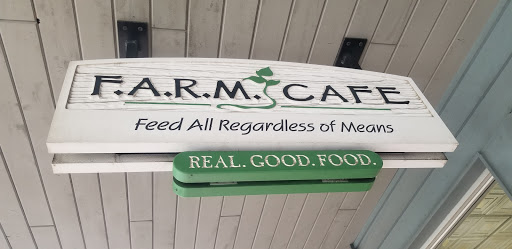 F.A.R.M. CAFE
Feed All Regardless of Means
REAL. GOOD. FOOD.